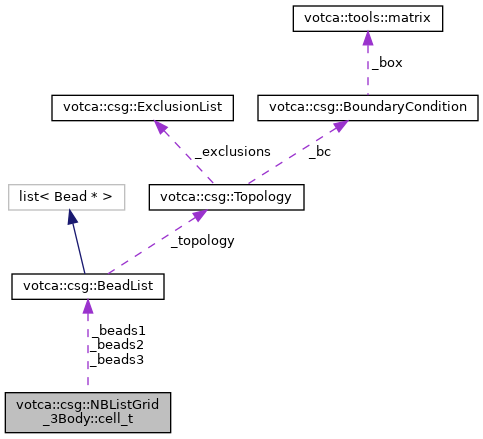 votca::tools::matrix
_box
votca::csg::ExclusionList
votca::csg::BoundaryCondition
_exclusions
_bc
list< Bead * >
votca::csg::Topology
_topology
votca::csg::BeadList
_beads1
_beads2
_beads3
votca::csg::NBListGrid
_3Body::cell_t